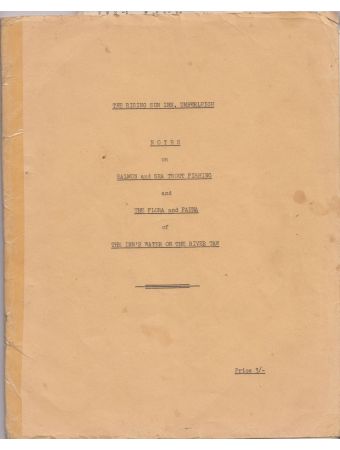 THE RISING SUN INN, UMBERLEIGH
NOTES
on
SALMON and SEA TROUT FISHING
and
THE FLORA and FAUNA
of
THE INN'S WATER ON THE RIVER TAW
Price 3/-